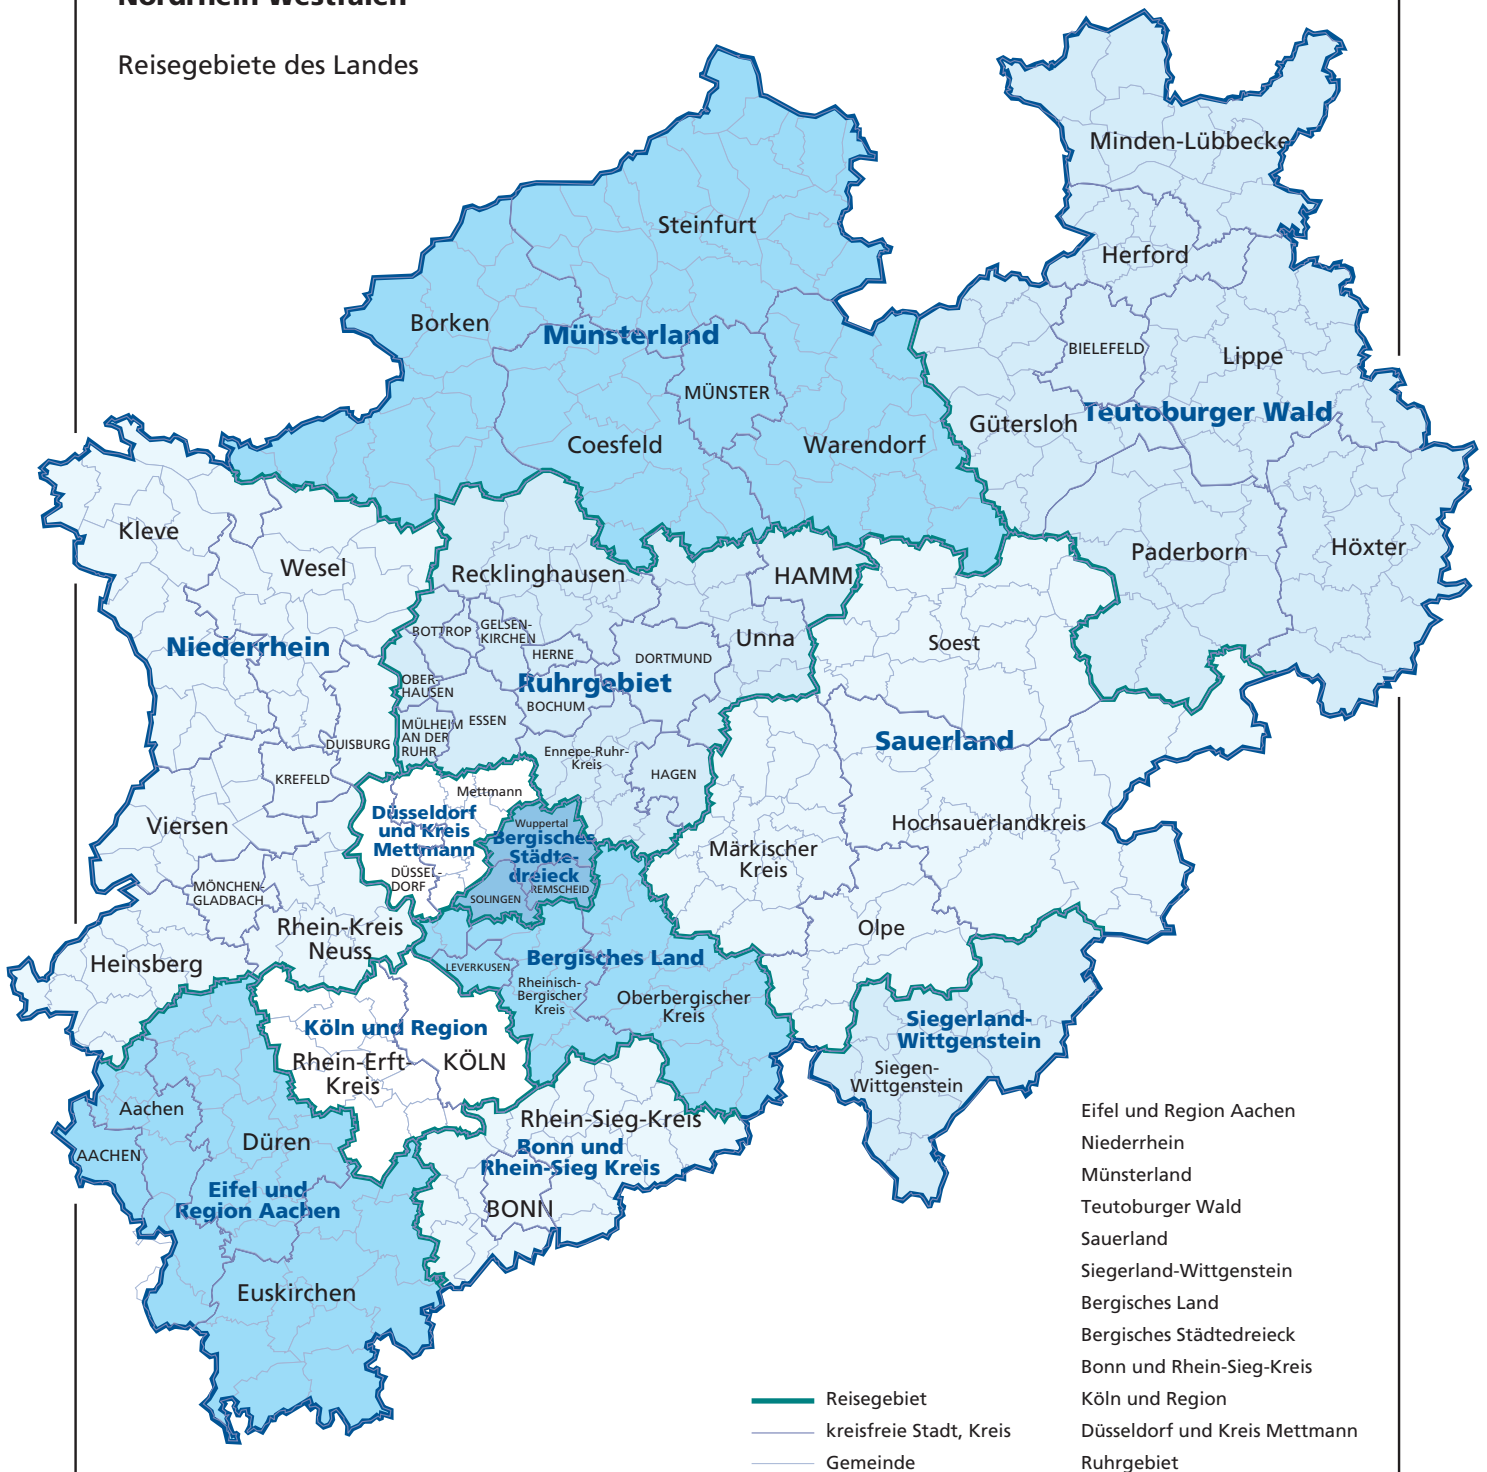 Nordrhein-Westfalen
Reisegebiete des Landes
Minden-Lübbecke
Steinfurt
Herford
Borken
Münsterland
BIELEFELD
Lippe
MÜNSTER
Gütersloh
Teutoburger Wald
Coesfeld
Warendorf
Kleve
Wesel
Recklinghausen
HAMM
Paderborn
Höxter
Niederrhein
BOTTROP
GELSEN-
KIRCHEN
HERNE
DORTMUND
Unna
Soest
OBER-
HAUSEN
Ruhrgebiet
BOCHUM
MÜLHEIM
AN DER
RUHR
ESSEN
DUISBURG
Ennepe-Ruhr-
Kreis
HAGEN
Sauerland
KREFELD
Mettmann
Viersen
Düsseldorf
und Kreis
Mettmann
Wuppertal
Bergisches
Städte-
dreieck
Hochsauerlandkreis
Märkischer
Kreis
DÜSSEL-
DORF
SOLINGEN
REMSCHEID
MÖNCHEN-
GLADBACH
Rhein-Kreis
Neuss
Olpe
Heinsberg
LEVERKUSEN
Bergisches Land
Rheinisch-
Bergischer
Kreis
Oberbergischer
Kreis
Köln und Region
Rhein-Erft-
Kreis
KÖLN
Siegerland-
Wittgenstein
Siegen-
Wittgenstein
Aachen
AACHEN
Düren
Rhein-Sieg-Kreis
Bonn und
Rhein-Sieg Kreis
BONN
Eifel und
Region Aachen
Euskirchen
Eifel und Region Aachen
Niederrhein
Münsterland
Teutoburger Wald
Sauerland
Siegerland-Wittgenstein
Bergisches Land
Bergisches Städtedreieck
Bonn und Rhein-Sieg-Kreis
Köln und Region
Düsseldorf und Kreis Mettmann
Ruhrgebiet
Reisegebiet
kreisfreie Stadt, Kreis
Gemeinde